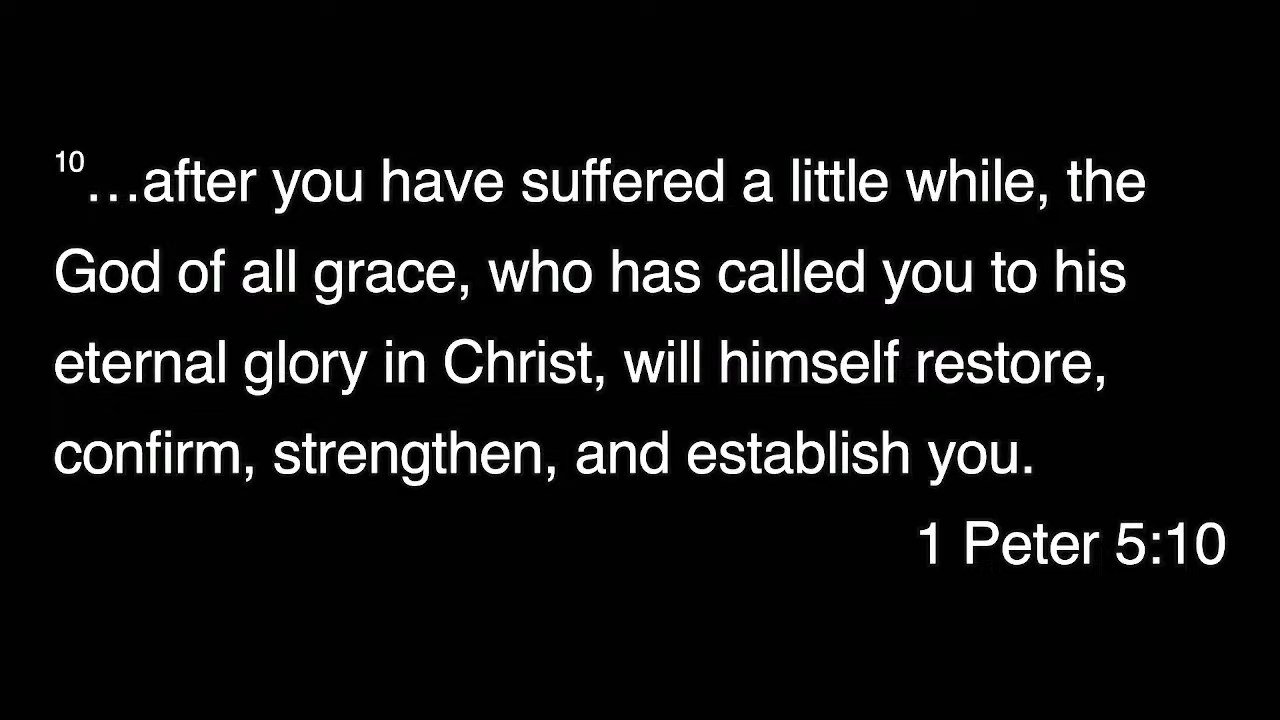 10…after you have suffered a little while, the
God of all grace, who has called you to his
eternal glory in Christ, will himself restore,
confirm, strengthen, and establish you.
1 Peter 5:10